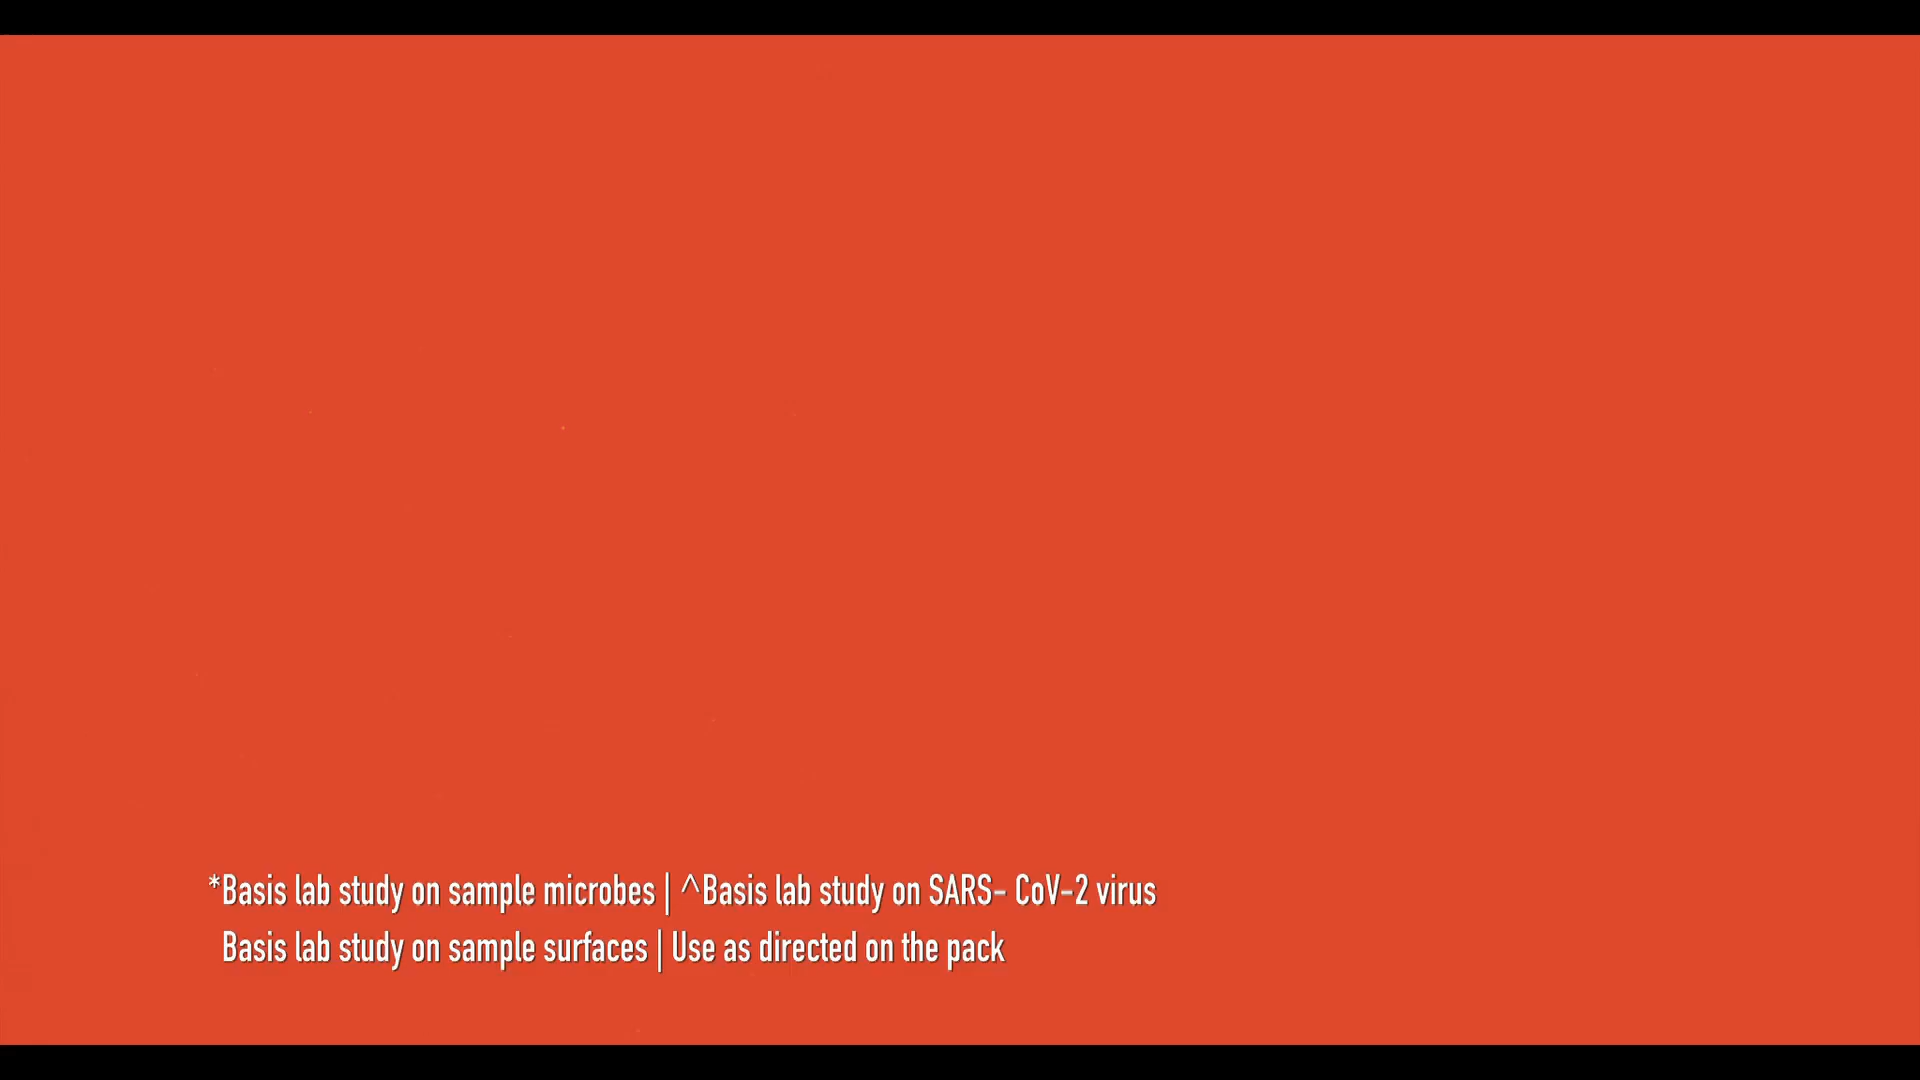 *Basis lab study on sample microbes | ^Basis lab study on SARS- CoV-2 virus
Basis lab study on sample surfaces | Use as directed on the pack